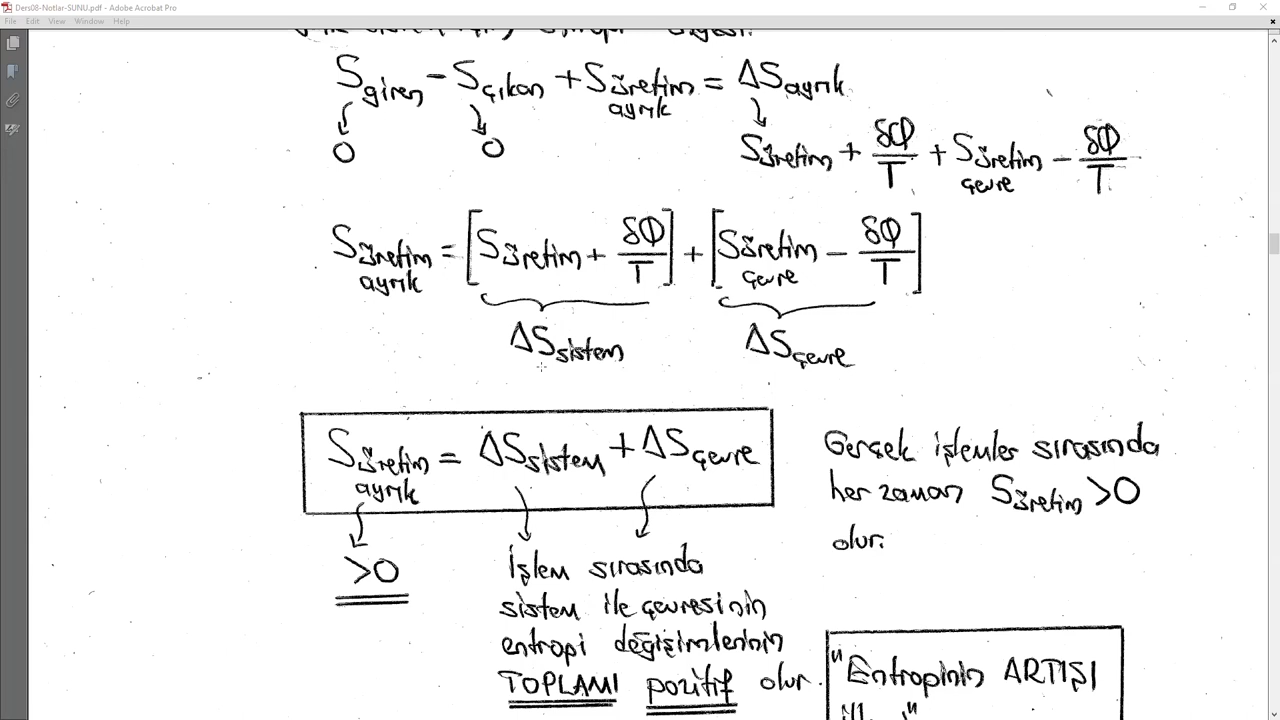 Ders08-Notlar-SUNU.pdf - Adobe Acrobat Pro
File Edit View Window Help
S giren - S çıkan + S üretim ayrık = ΔS ayrık
0 0 S üretim + δQ/T + S üretim çevre - δQ/T
S üretim ayrık = [S üretim + δQ/T] + [S üretim çevre - δQ/T]
ΔS sistem ΔS çevre
S üretim ayrık = ΔS sistem + ΔS çevre
>0
İşlem sırasında
sistem ile çevresinin
entropi değişimlerinin
TOPLAMI pozitif olur.
Gerçek işlemler sırasında
her zaman S üretim >0
olur.
"Entropinin ARTIŞI